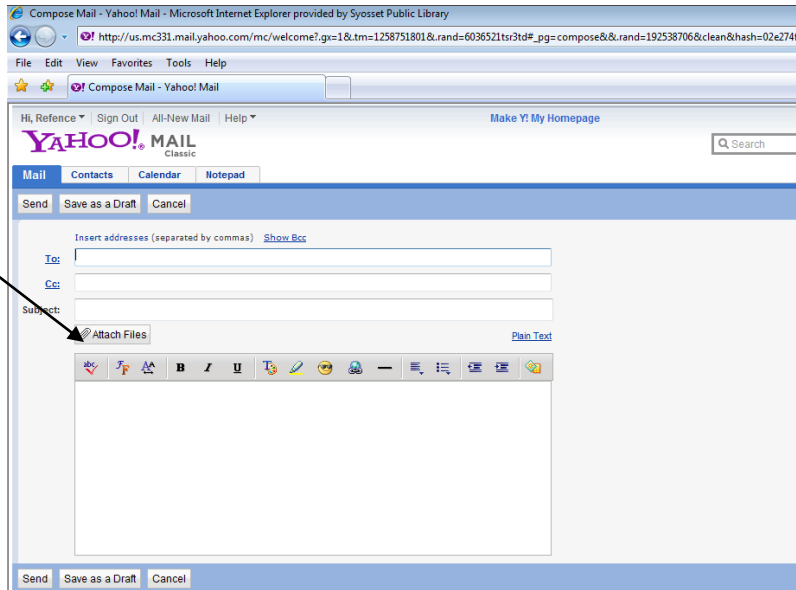 Compose Mail - Yahoo! Mail - Microsoft Internet Explorer provided by Syosset Public Library
http://us.mc331.mail.yahoo.com/mc/welcome?.gx=1&.tm=1258751801&.rand=6036521tsr3td#_pg=compose&&.rand=192538706&clean&hash=02e274
File Edit View Favorites Tools Help
Compose Mail - Yahoo! Mail
Hi, Refence Sign Out All-New Mail Help Make Y! My Homepage
YAHOO! MAIL
Classic
Search
Mail Contacts Calendar Notepad
Send Save as a Draft Cancel
Insert addresses (separated by commas) Show Bcc
To:
Cc:
Subject:
Attach Files Plain Text
abc T F A A B I U T
Send Save as a Draft Cancel